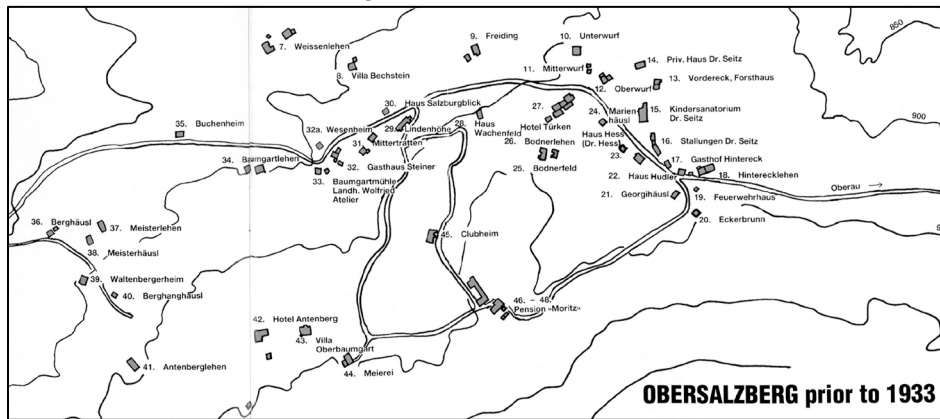 7. Weissenlehen
8. Villa Bechstein
9. Freiding
10. Unterwurf
11. Mitterwurf
12. Oberwurf
14. Priv. Haus Dr. Seitz
13. Vordereck, Forsthaus
15. Kindersanatorium
Dr. Seitz
16. Stallungen Dr. Seitz
17. Gasthof Hintereck
18. Hinterecklehen
19. Feuerwehrhaus
20. Eckerbrunn
21. Georgihäusl
22. Haus Hudler
23.
Haus Hess
(Dr. Hess)
24. Marien-
häusl
25. Bodnerfeld
26. Bodnerlehen
27.
Hotel Türken
28. Haus
Wachenfeld
29. Lindenhöhe
30. Haus Salzburgblick
31. Mittertratten
32. Gasthaus Steiner
32a. Wesenheim
33. Baumgartmühle
Landh. Wolfried
Atelier
34. Baumgartlehen
35. Buchenheim
36. Berghäusl
37. Meisterlehen
38. Meisterhäusl
39. Waltenbergerheim
40. Berghanghäusl
41. Antenberglehen
42. Hotel Antenberg
43. Villa
Oberbaumgart
44. Meierei
45. Clubheim
46. – 48.
Pension »Moritz«
Oberau →
850
900
OBERSALZBERG prior to 1933